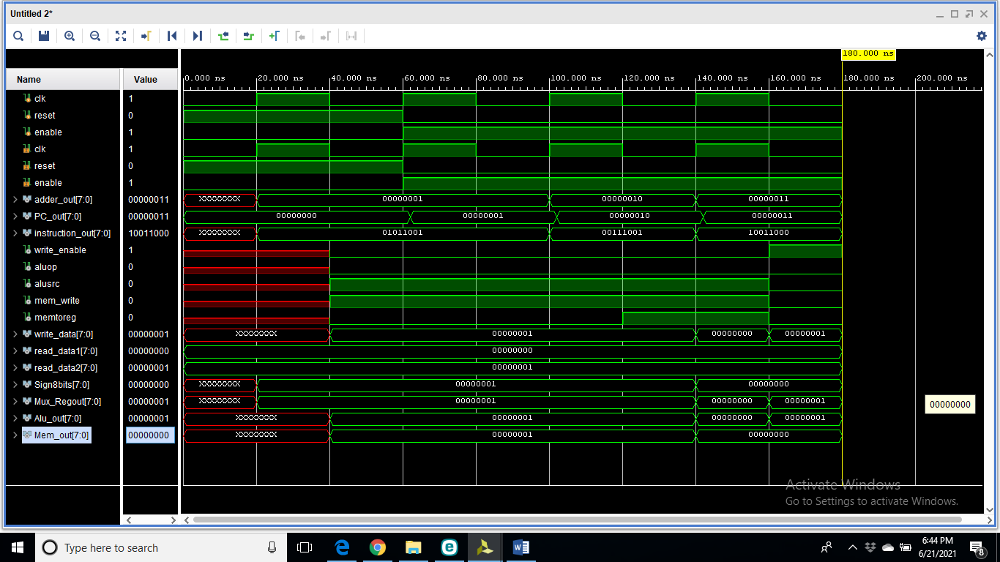 Untitled 2*
180.000 ns
Name Value
0.000 ns 20.000 ns 40.000 ns 60.000 ns 80.000 ns 100.000 ns 120.000 ns 140.000 ns 160.000 ns 180.000 ns 200.000 ns
clk 1
reset 0
enable 1
clk 1
reset 0
enable 1
adder_out[7:0] 00000011 XXXXXXXX 00000001 00000010 00000011
PC_out[7:0] 00000011 00000000 00000001 00000010 00000011
instruction_out[7:0] 10011000 XXXXXXXX 01011001 00111001 10011000
write_enable 1
aluop 0
alusrc 0
mem_write 0
memtoreg 0
write_data[7:0] 00000001 XXXXXXXX 00000001 00000000 00000001
read_data1[7:0] 00000000 00000000
read_data2[7:0] 00000001 00000001
Sign8bits[7:0] 00000000 XXXXXXXX 00000001 00000000
Mux_Regout[7:0] 00000001 XXXXXXXX 00000001 00000000 00000001
00000000
Alu_out[7:0] 00000001 XXXXXXXX 00000001 00000000 00000001
Mem_out[7:0] 00000000 XXXXXXXX 00000001 00000000
Activate Windows
Go to Settings to activate Windows.
Type here to search
6:44 PM
6/21/2021
8